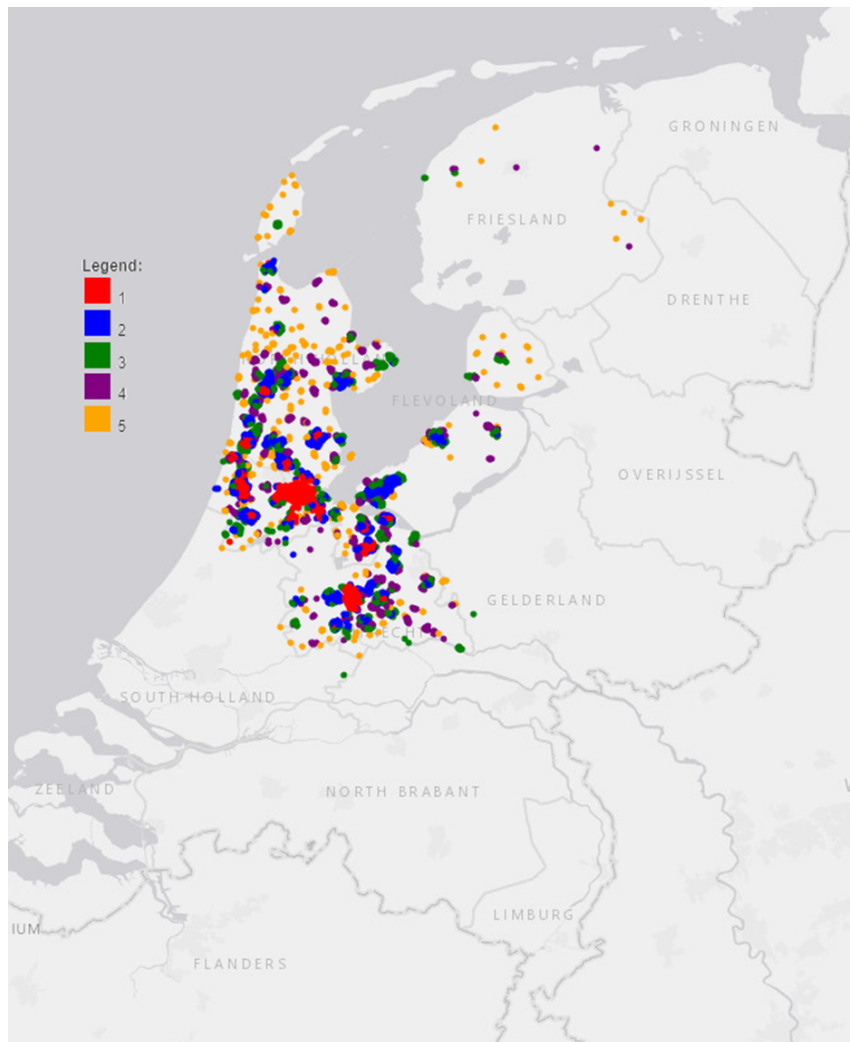 GRONINGEN
FRIESLAND
Legend:
1
2
3
4
5
DRENTHE
FLEVOLAND
OVERIJSSEL
GELDERLAND
SOUTH HOLLAND
ZEELAND
NORTH BRABANT
LIMBURG
IUM
FLANDERS